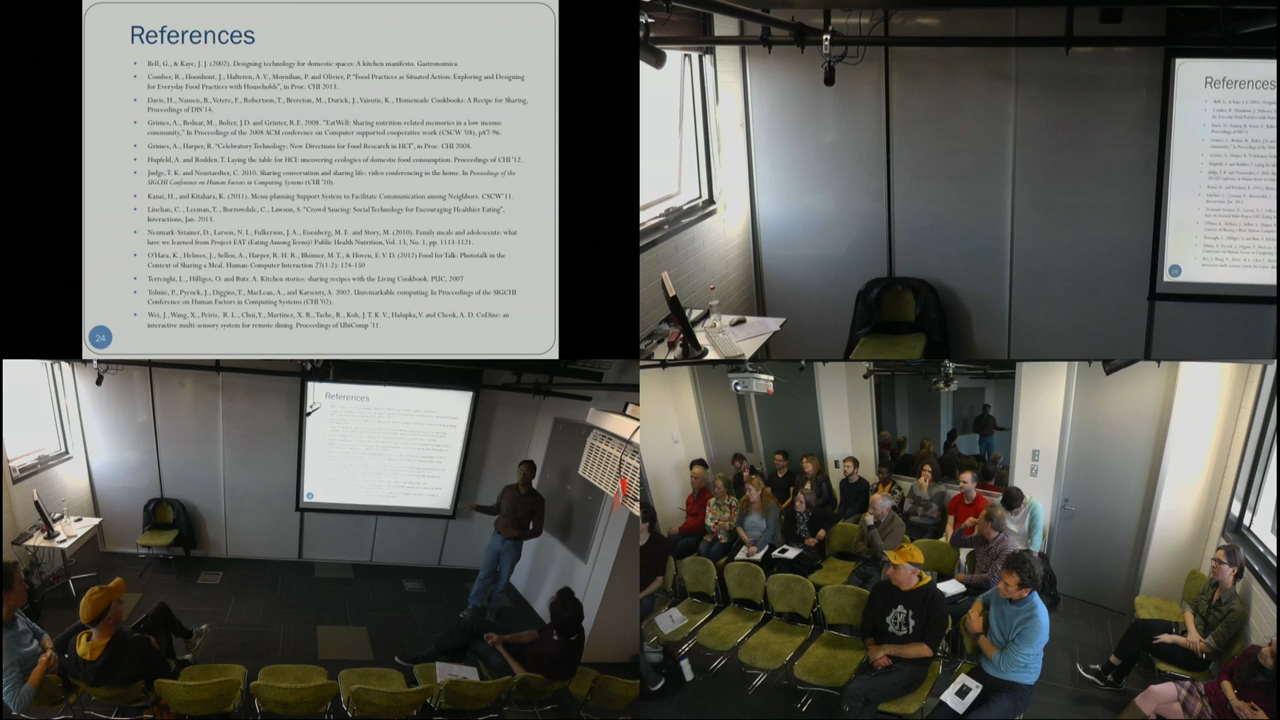 References
Bell, G., & Kaye, J. J. (2002). Designing technology for domestic spaces: A kitchen manifesto. Gastronomica.
Comber, R., Hoonhout, J., Halteren, A. V., Moynihan, P. and Olivier, P. "Food Practices as Situated Action: Exploring and Designing
for Everyday Food Practices with Households", in Proc. CHI 2013.
Davis, H., Nansen, B., Vetere, F., Robertson, T., Brereton, M., Durick, J., Vaisutis, K., Homemade Cookbooks: A Recipe for Sharing,
Proceedings of DIS'14.
Grimes, A., Bednar, M., Bolter, J.D. and Grinter, R.E. 2008. "EatWell: Sharing nutrition-related memories in a low income
community," In Proceedings of the 2008 ACM conference on Computer supported cooperative work (CSCW '08), p87-96.
Grimes, A., Harper, R. "Celebratory Technology: New Directions for Food Research in HCI", in Proc. CHI 2008.
Hupfeld, A. and Rodden, T. Laying the table for HCI: uncovering ecologies of domestic food consumption. Proceedings of CHI '12.
Judge, T. K. and Neustaedter, C. 2010. Sharing conversation and sharing life: video conferencing in the home. In Proceedings of the
SIGCHI Conference on Human Factors in Computing Systems (CHI '10).
Kanai, H., and Kitahara, K. (2011). Menu-planning Support System to Facilitate Communication among Neighbors. CSCW'11.
Linehan, C., Leeman, T., Borrowdale, C., Lawson, S. "Crowd Saucing: Social Technology for Encouraging Healthier Eating",
Interactions, Jan. 2013.
Neumark-Sztainer, D., Larson, N. I., Fulkerson, J. A., Eisenberg, M. E. and Story, M. (2010). Family meals and adolescents: what
have we learned from Project EAT (Eating Among Teens)? Public Health Nutrition, Vol. 13, No. 1, pp. 1113-1121.
O'Hara, K., Helmes, J., Sellen, A., Harper, R. H. R., Bhömer, M. T., & Hoven, E. V. D. (2012) Food for Talk: Phototalk in the
Context of Sharing a Meal. Human-Computer Interaction 27(1-2): 124-150
Terrenghi, L., Hilliges, O. and Butz. A. Kitchen stories: sharing recipes with the Living Cookbook. PUC, 2007
Tolmie, P., Pycock, J., Diggins, T., MacLean, A., and Karsenty, A. 2002. Unremarkable computing. In Proceedings of the SIGCHI
Conference on Human Factors in Computing Systems (CHI '02).
Wei, J., Wang, X., Peiris, R. L., Choi, Y., Martinez, X. R., Tache, R., Koh, J. T. K. V., Halupka, V. and Cheok, A. D. CoDine: an
interactive multi-sensory system for remote dining. Proceedings of UbiComp '11.
24
References
References